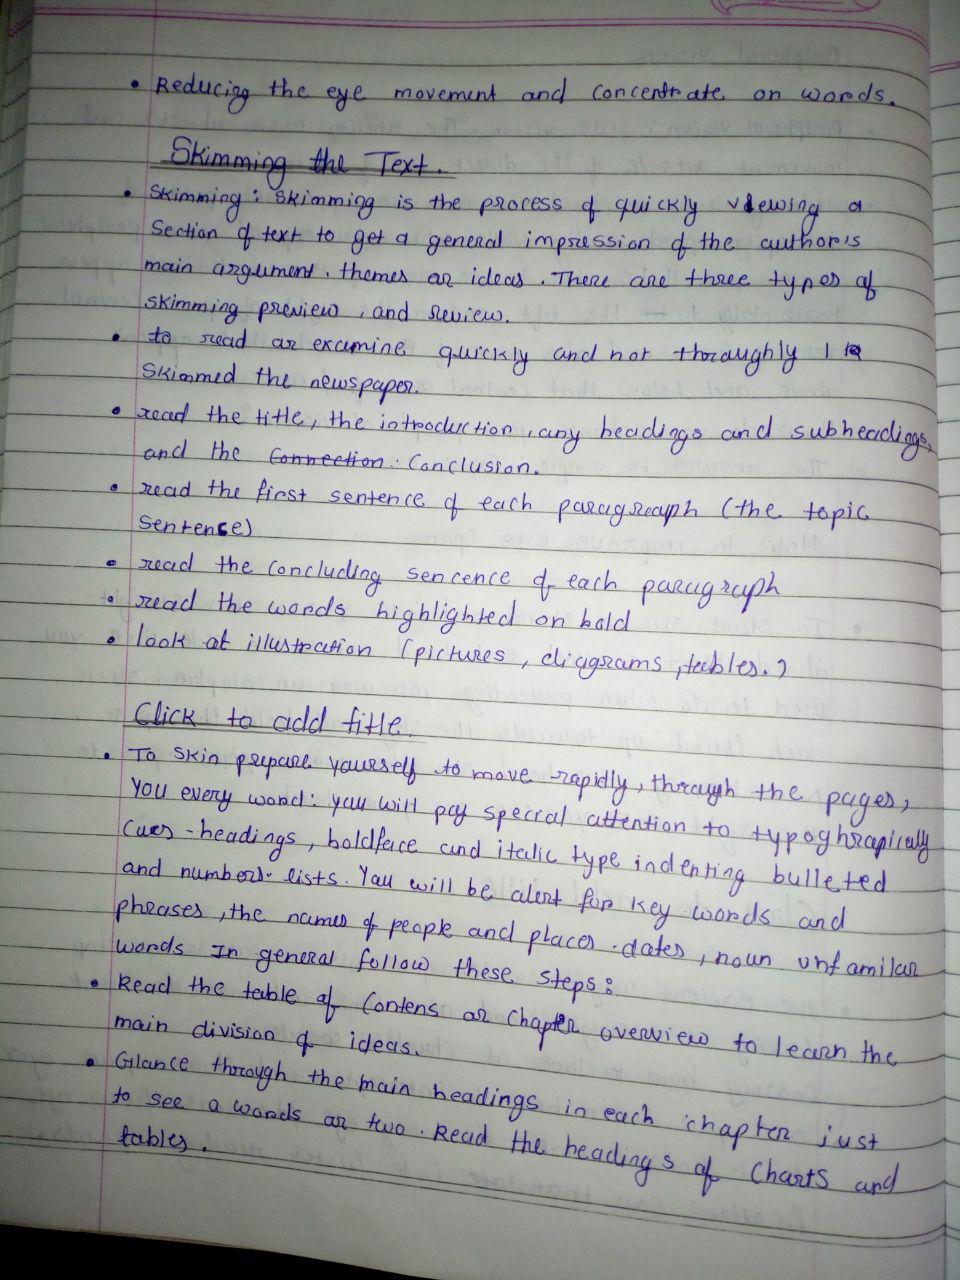 • Reducizg the eye movement and concentrate on words.
Skimming the Text.
• Skimming: Skimming is the process of quickly viewing a
Section of text to get a general impression of the author's
main argument. themes or ideas. There are three types of
skimming preview, and review.
• to read or examine quickly and not thoroughly I
Skimmed the newspaper.
• read the title, the introduction, any headings and subheadings,
and the Connection. Conclusion.
• read the first sentence of each paragraph (the topic
Sentence)
• read the concluding sencence of each paragraph
• read the words highlighted on bold
• look at illustration (pictures, diagrams, tables.)
Click to add title.
• To Skin prepare yourself to move rapidly, through the pages,
You every word: you will pay special attention to typoghrapically
Cues - headings, boldface and italic type indenting bulleted
and numberd. lists. You will be alert for key words and
phrases, the names of people and places. dates, noun unfamilar
words In general follow these steps:
• Read the table of Contens or Chapter overview to learn the
main division of ideas.
• Glance through the main headings in each chapter just
to see a words or two. Read the headings of Charts and
tables.